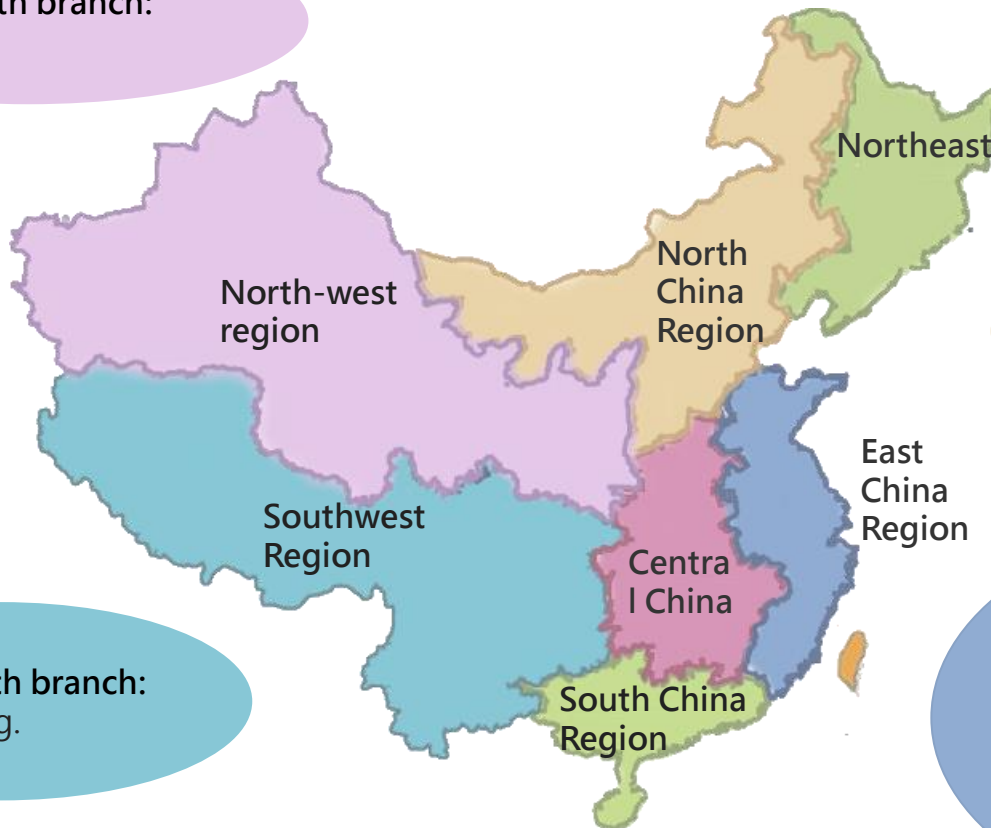 th branch:
Northeast
North
China
Region
North-west
region
East
China
Region
Southwest
Region
Centra
l China
th branch:
g.
South China
Region